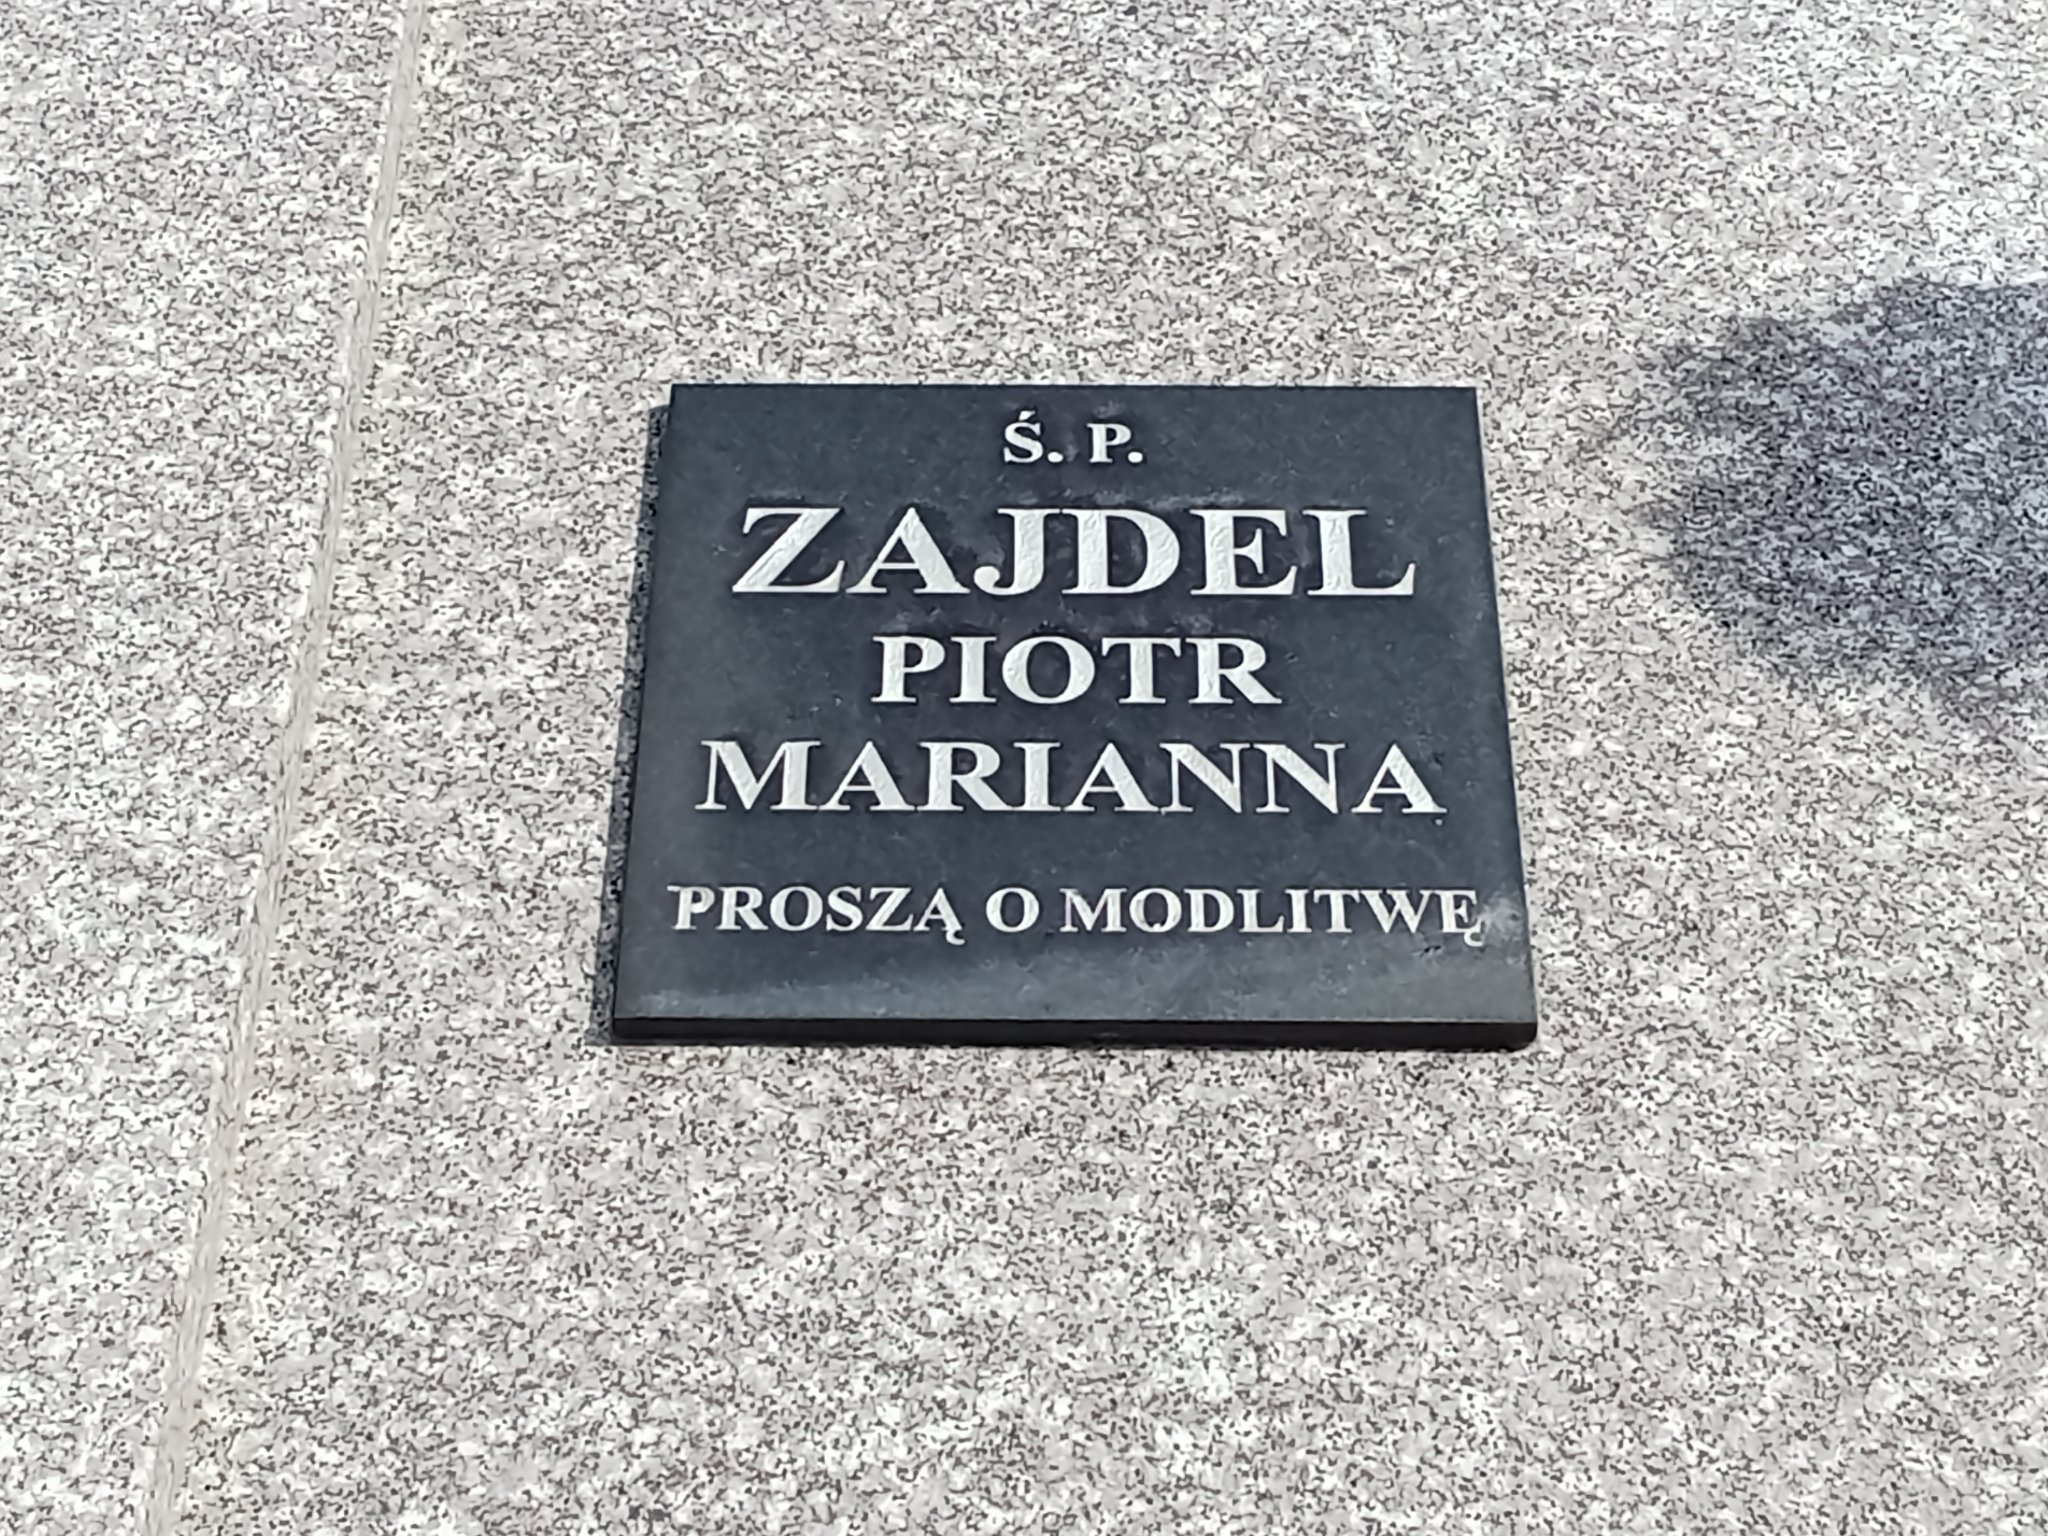 Ś. P.
ZAJDEL
PIOTR
MARIANNA
PROSZĄ O MODLITWĘ